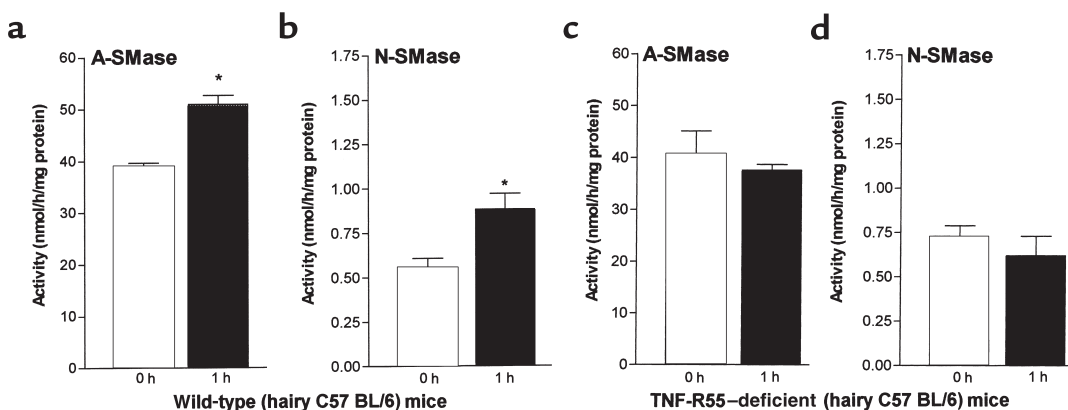 a
A-SMase
Activity (nmol/h/mg protein)
60
50
40
30
20
10
0
*
0 h
1 h
b
N-SMase
Activity (nmol/h/mg protein)
1.75
1.50
1.25
1.00
0.75
0.50
0.25
0.00
*
0 h
1 h
Wild-type (hairy C57 BL/6) mice
c
A-SMase
Activity (nmol/h/mg protein)
60
50
40
30
20
10
0
0 h
1 h
d
N-SMase
Activity (nmol/h/mg protein)
1.75
1.50
1.25
1.00
0.75
0.50
0.25
0.00
0 h
1 h
TNF-R55–deficient (hairy C57 BL/6) mice